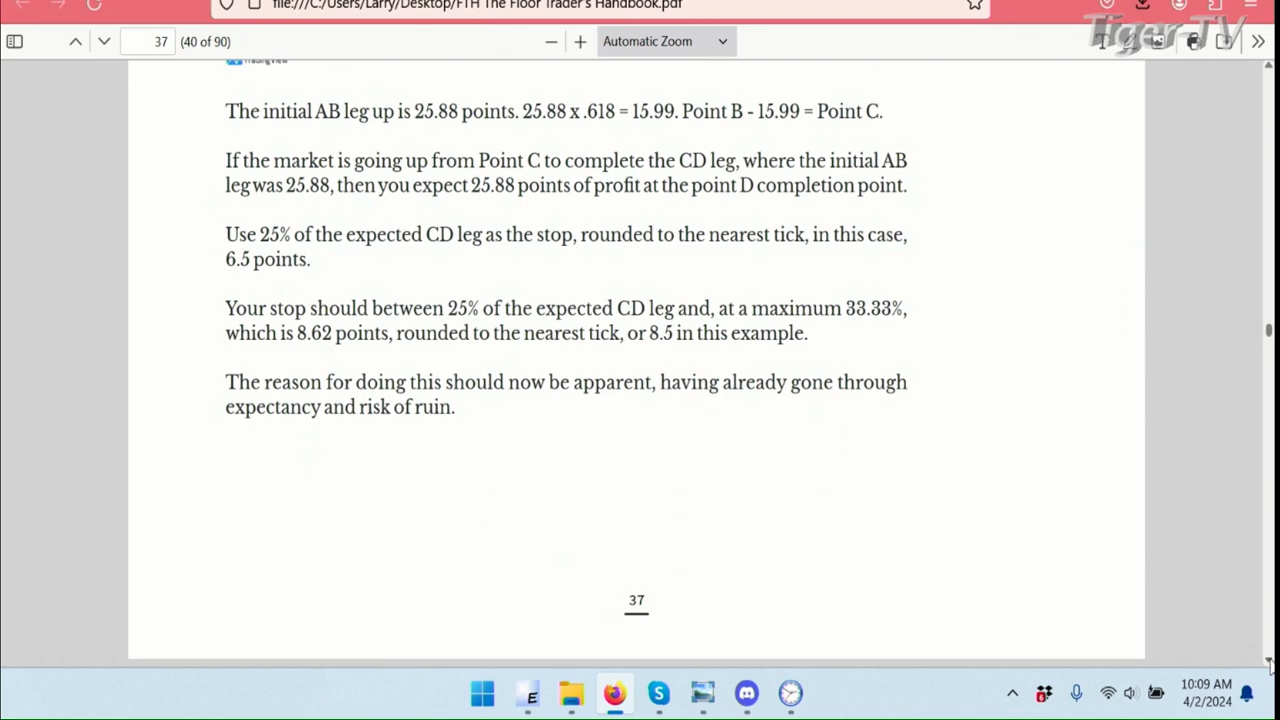 file:///C:/Users/Larry/Desktop/FTH The Floor Trader's Handbook.pdf
Tiger-TV
37 (40 of 90) Automatic Zoom
TradingView
The initial AB leg up is 25.88 points. 25.88 x .618 = 15.99. Point B - 15.99 = Point C.
If the market is going up from Point C to complete the CD leg, where the initial AB
leg was 25.88, then you expect 25.88 points of profit at the point D completion point.
Use 25% of the expected CD leg as the stop, rounded to the nearest tick, in this case,
6.5 points.
Your stop should between 25% of the expected CD leg and, at a maximum 33.33%,
which is 8.62 points, rounded to the nearest tick, or 8.5 in this example.
The reason for doing this should now be apparent, having already gone through
expectancy and risk of ruin.
37
E
S
6
10:09 AM
4/2/2024